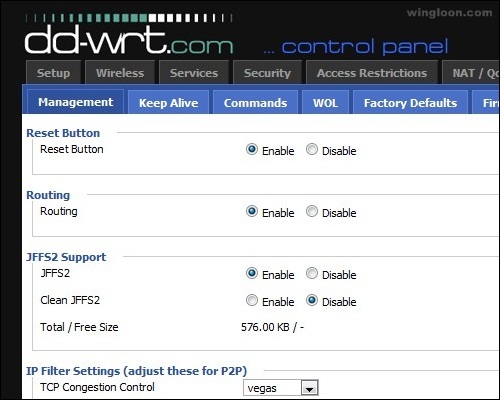 wingloon.com
dd-wrt.com ... control panel
Setup Wireless Services Security Access Restrictions NAT / Qo
Management Keep Alive Commands WOL Factory Defaults Fir
Reset Button
Reset Button Enable Disable
Routing
Routing Enable Disable
JFFS2 Support
JFFS2 Enable Disable
Clean JFFS2 Enable Disable
Total / Free Size 576.00 KB / -
IP Filter Settings (adjust these for P2P)
TCP Congestion Control vegas